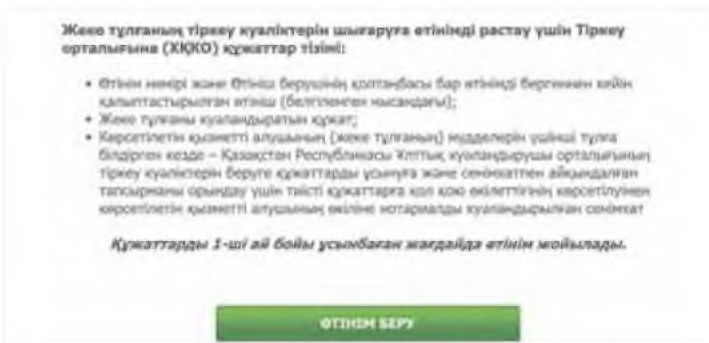 Жеке тұлғаның тіркеу куәліктерін шығаруға өтінімді растау үшін Тіркеу
орталығына (ХҚКО) құжаттар тізімі:
• Өтінім нөмірі және Өтініш берушінің қолтаңбасы бар өтінімді бергеннен кейін
қалыптастырылған өтініш (белгіленген нысандағы);
• Жеке тұлғаны куәландыратын құжат;
• Көрсетілетін қызметті алушының (жеке тұлғаның) мүдделерін үшінші тұлға
білдірген кезде – Қазақстан Республикасы Ұлттық куәландырушы орталығының
тіркеу куәліктерін беруге құжаттарды ұсынуға және сенімхатпен айқындалған
тапсырманы орындау үшін тиісті құжаттарға қол қою өкілеттігінің көрсетілуімен
көрсетілетін қызметті алушының өкіліне нотариалды куәландырылған сенімхат
Құжаттарды 1-ші ай бойы ұсынбаған жағдайда өтінім жойылады.
ӨТІНІМ БЕРУ